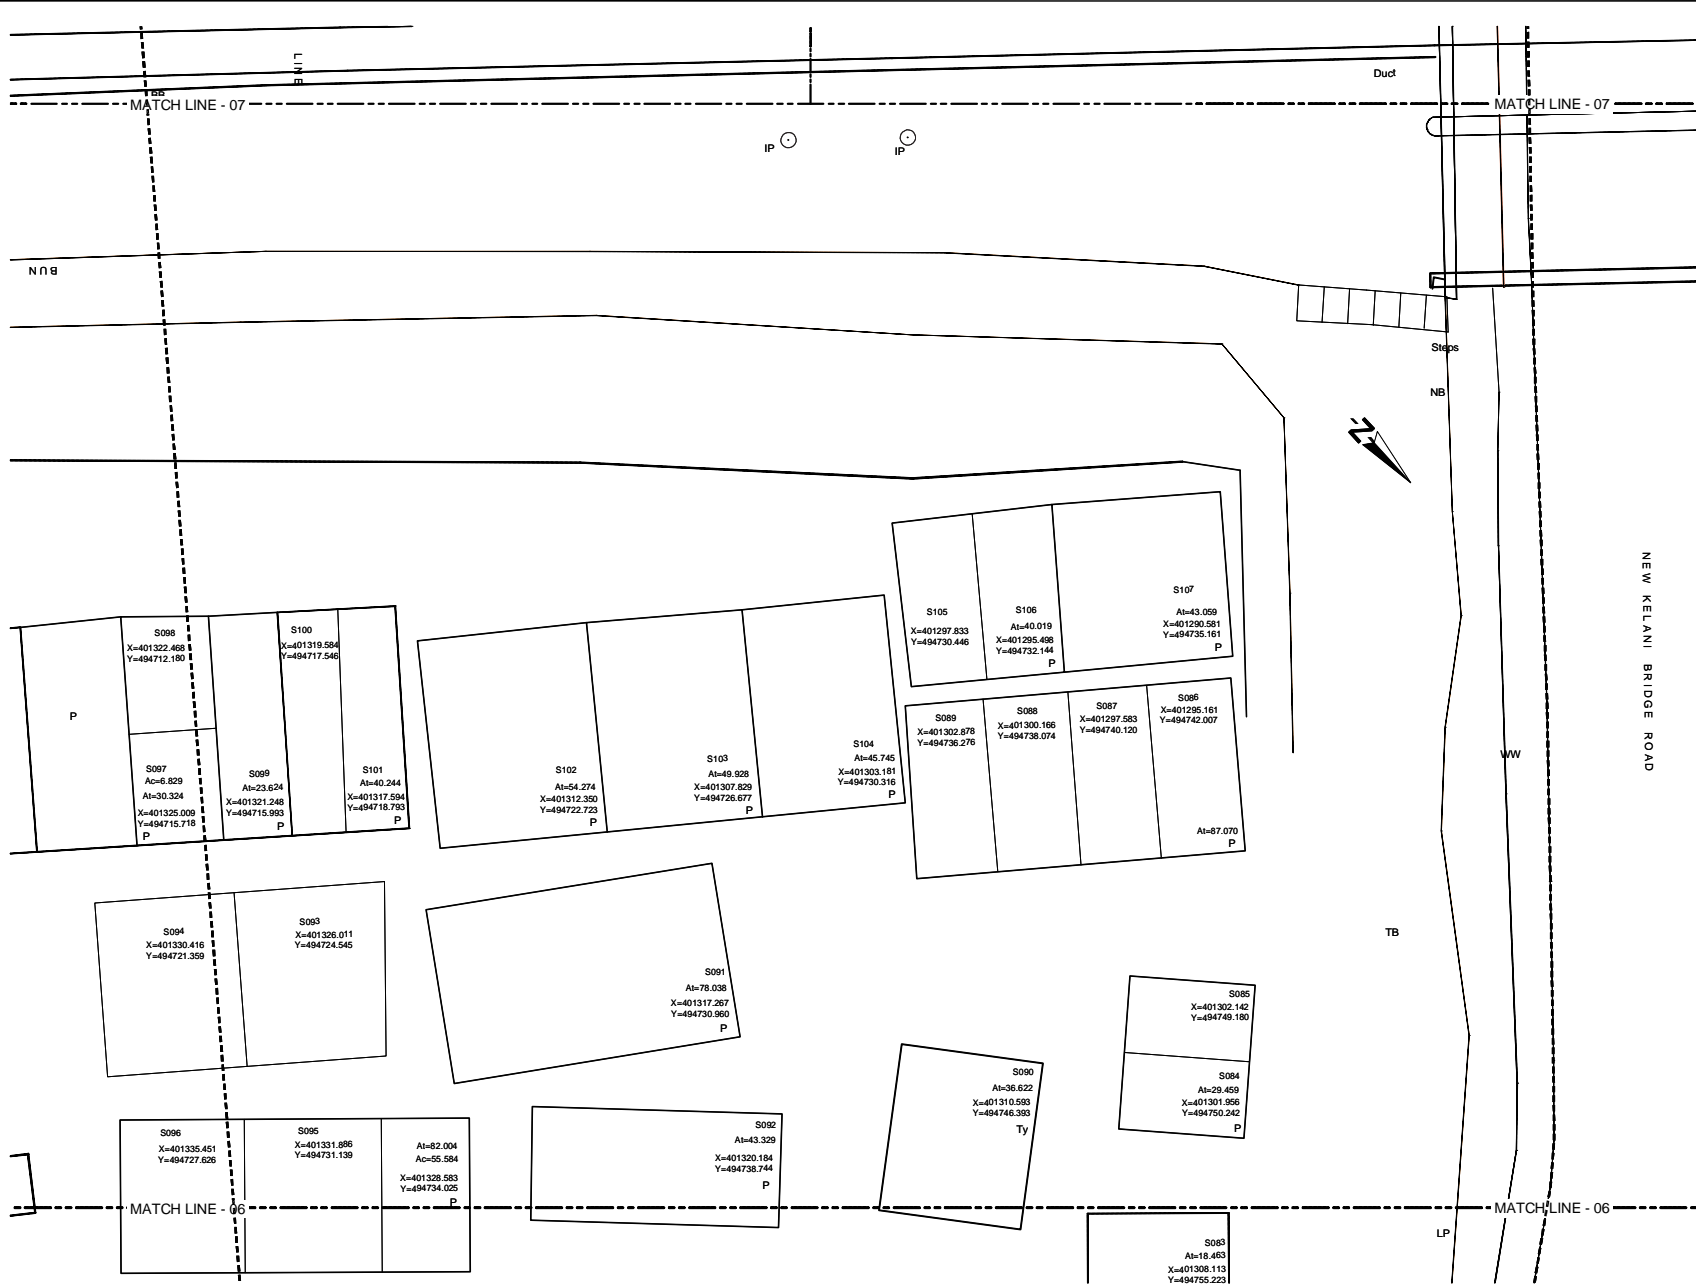 LINE
Duct
BB
MATCH LINE - 07
MATCH LINE - 07
IP
IP
BUN
Steps
NB
N
NEW KELANI BRIDGE ROAD
S107
At=43.059
X=401290.581
Y=494735.161
P
S106
At=40.019
X=401295.498
Y=494732.144
P
S105
X=401297.833
Y=494730.446
S098
X=401322.468
Y=494712.180
S100
X=401319.584
Y=494717.546
P
S097
Ac=6.829
At=30.324
X=401325.009
Y=494715.718
P
S099
At=23.624
X=401321.248
Y=494715.993
P
S101
At=40.244
X=401317.594
Y=494718.793
P
S102
At=54.274
X=401312.350
Y=494722.723
P
S103
At=49.928
X=401307.829
Y=494726.677
P
S104
At=45.745
X=401303.181
Y=494730.316
P
S089
X=401302.878
Y=494736.276
S088
X=401300.166
Y=494738.074
S087
X=401297.583
Y=494740.120
S086
X=401295.161
Y=494742.007
At=87.070
P
WW
S094
X=401330.416
Y=494721.359
S093
X=401326.011
Y=494724.545
S091
At=78.038
X=401317.267
Y=494730.960
P
TB
S085
X=401302.142
Y=494749.180
S084
At=29.459
X=401301.956
Y=494750.242
P
S090
At=36.622
X=401310.593
Y=494746.393
Ty
S096
X=401335.451
Y=494727.626
S095
X=401331.886
Y=494731.139
At=82.004
Ac=55.584
X=401328.583
Y=494734.025
P
S092
At=43.329
X=401320.184
Y=494738.744
P
MATCH LINE - 06
MATCH LINE - 06
LP
S083
At=18.463
X=401308.113
Y=494755.223